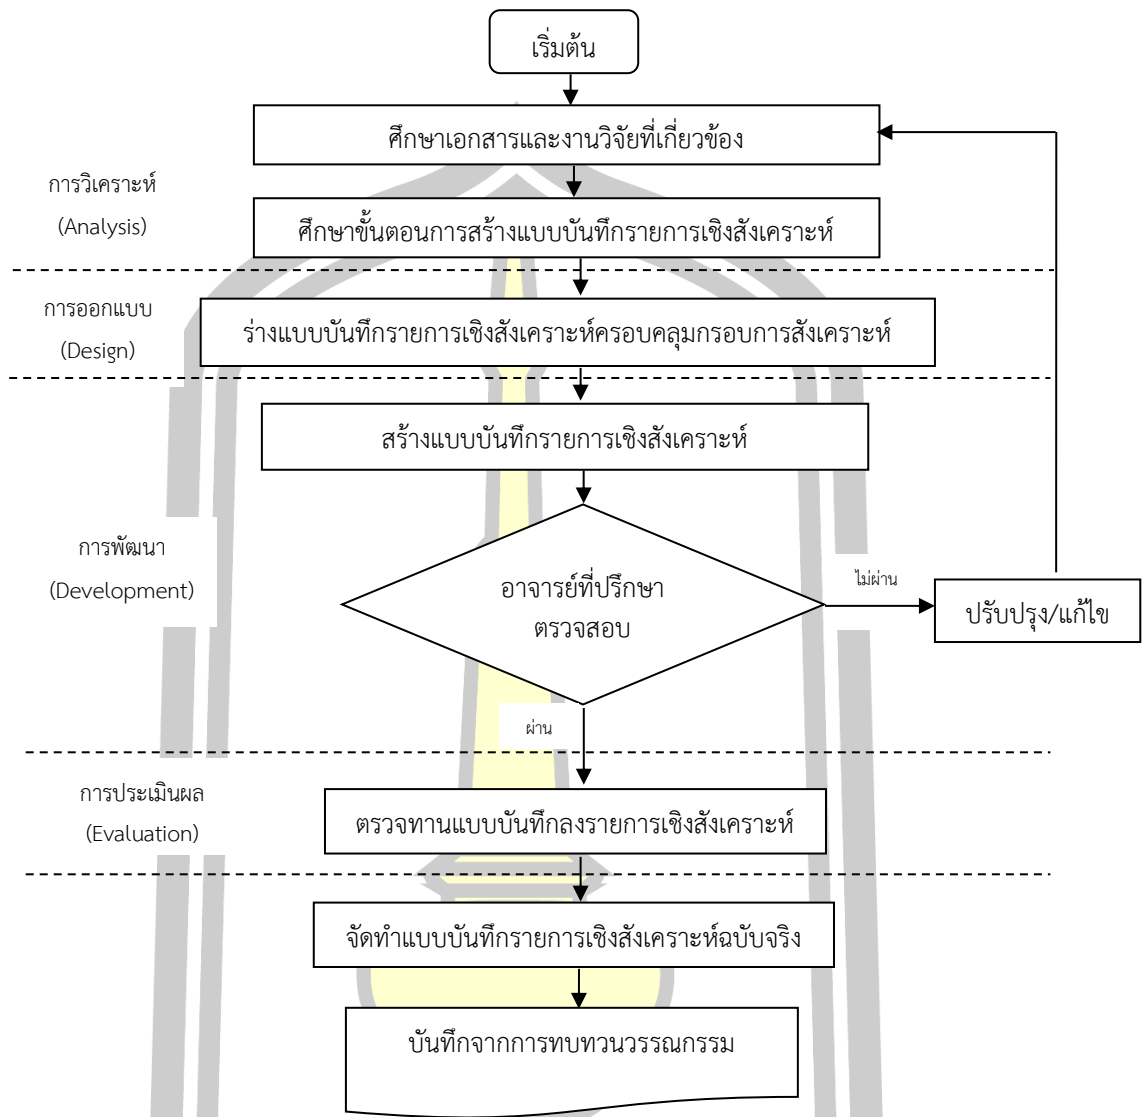 เริ่มต้น
ศึกษาเอกสารและงานวิจัยที่เกี่ยวข้อง
การวิเคราะห์
(Analysis)
ศึกษาขั้นตอนการสร้างแบบบันทึกรายการเชิงสังเคราะห์
การออกแบบ
(Design)
ร่างแบบบันทึกรายการเชิงสังเคราะห์ครอบคลุมกรอบการสังเคราะห์
สร้างแบบบันทึกรายการเชิงสังเคราะห์
การพัฒนา
(Development)
อาจารย์ที่ปรึกษา
ตรวจสอบ
ไม่ผ่าน
ปรับปรุง/แก้ไข
ผ่าน
การประเมินผล
(Evaluation)
ตรวจทานแบบบันทึกลงรายการเชิงสังเคราะห์
จัดทำแบบบันทึกรายการเชิงสังเคราะห์ฉบับจริง
บันทึกจากการทบทวนวรรณกรรม